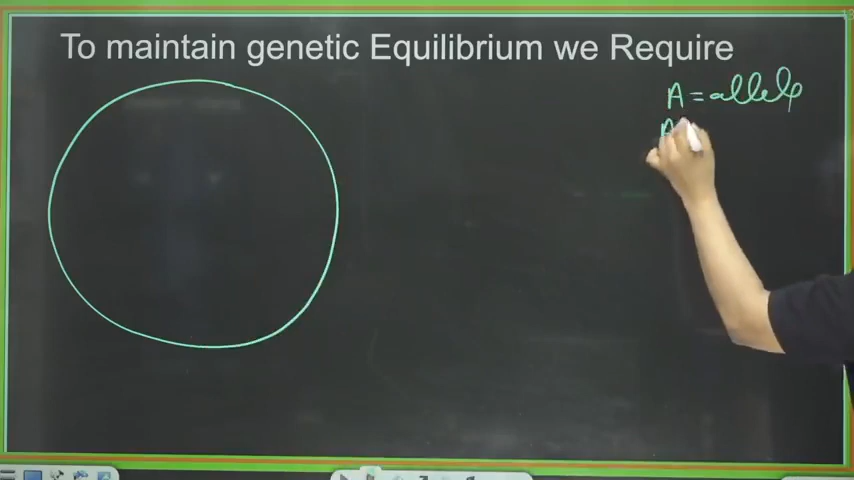 To maintain genetic Equilibrium we Require
A = allele
A